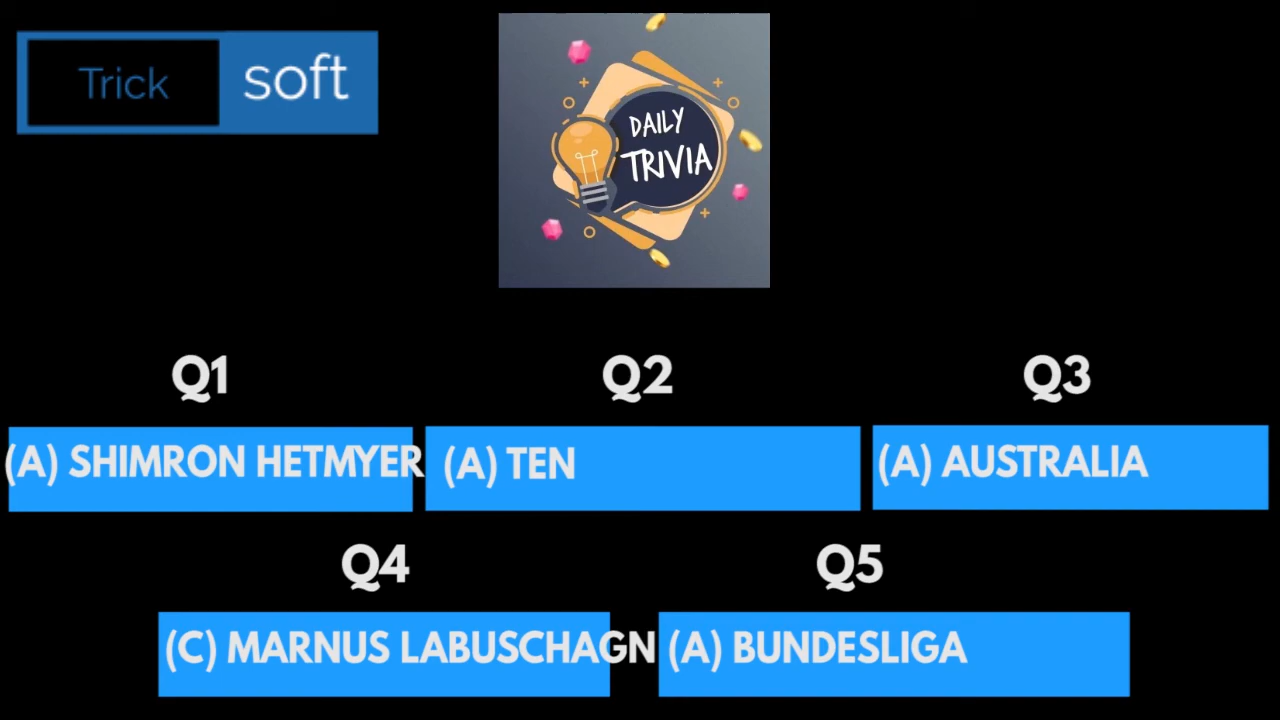 Trick soft
DAILY
TRIVIA
Q1 Q2 Q3
(A) SHIMRON HETMYER (A) TEN (A) AUSTRALIA
Q4 Q5
(C) MARNUS LABUSCHAGN (A) BUNDESLIGA